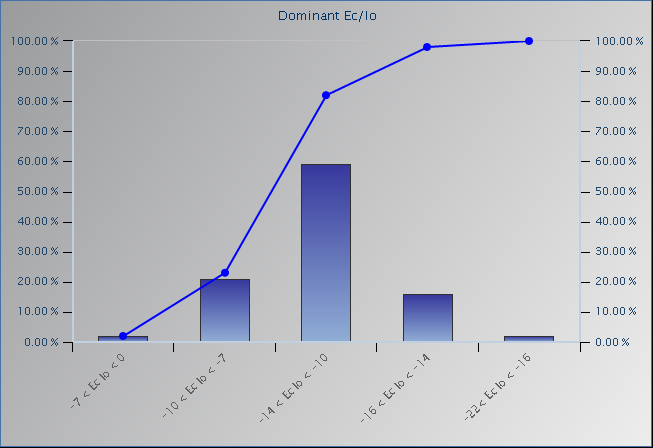 Dominant Ec/Io
100.00 % 100.00 %
90.00 % 90.00 %
80.00 % 80.00 %
70.00 % 70.00 %
60.00 % 60.00 %
50.00 % 50.00 %
40.00 % 40.00 %
30.00 % 30.00 %
20.00 % 20.00 %
10.00 % 10.00 %
0.00 % 0.00 %
-7 < Ec Io < 0
-10 < Ec Io < -7
-14 < Ec Io < -10
-16 < Ec Io < -14
-22< Ec Io < -16